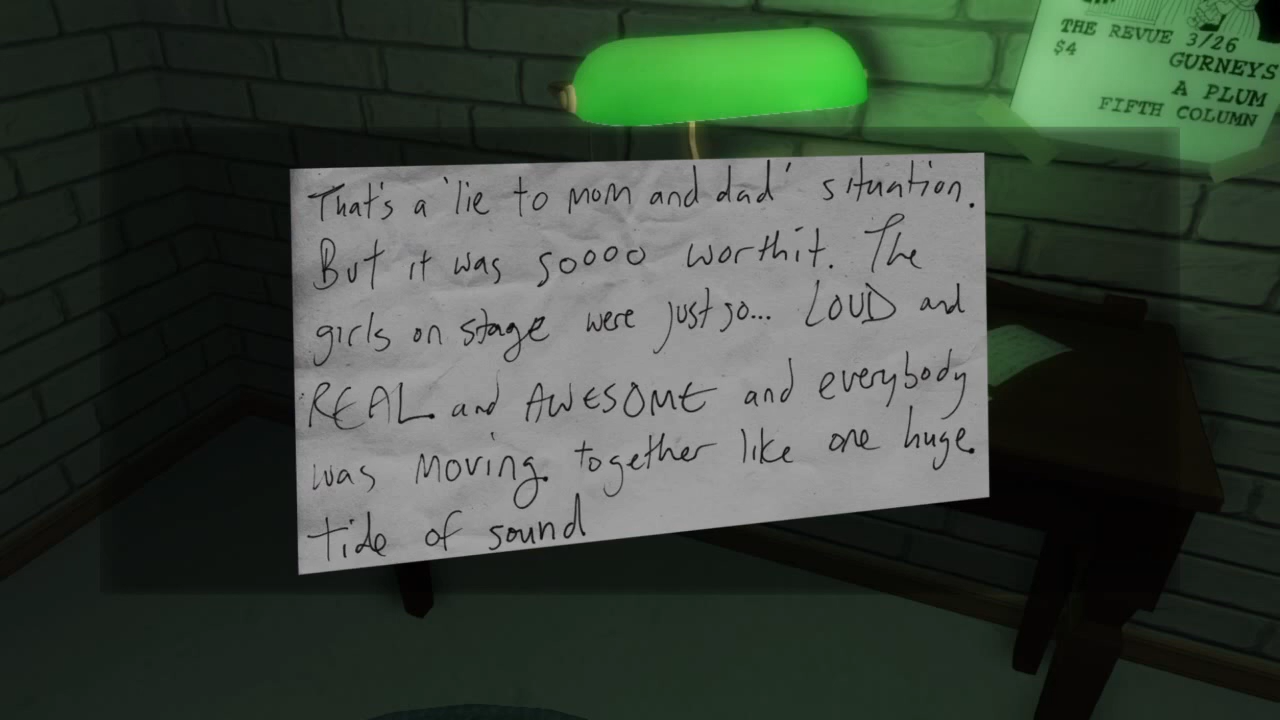 THE REVUE 3/26
$4
GURNEYS
A PLUM
FIFTH COLUMN
That's a 'lie to mom and dad' situation.
But it was soooo worthit. The
girls on stage were just so... LOUD and
REAL and AWESOME and everybody
was moving together like one huge
tide of sound